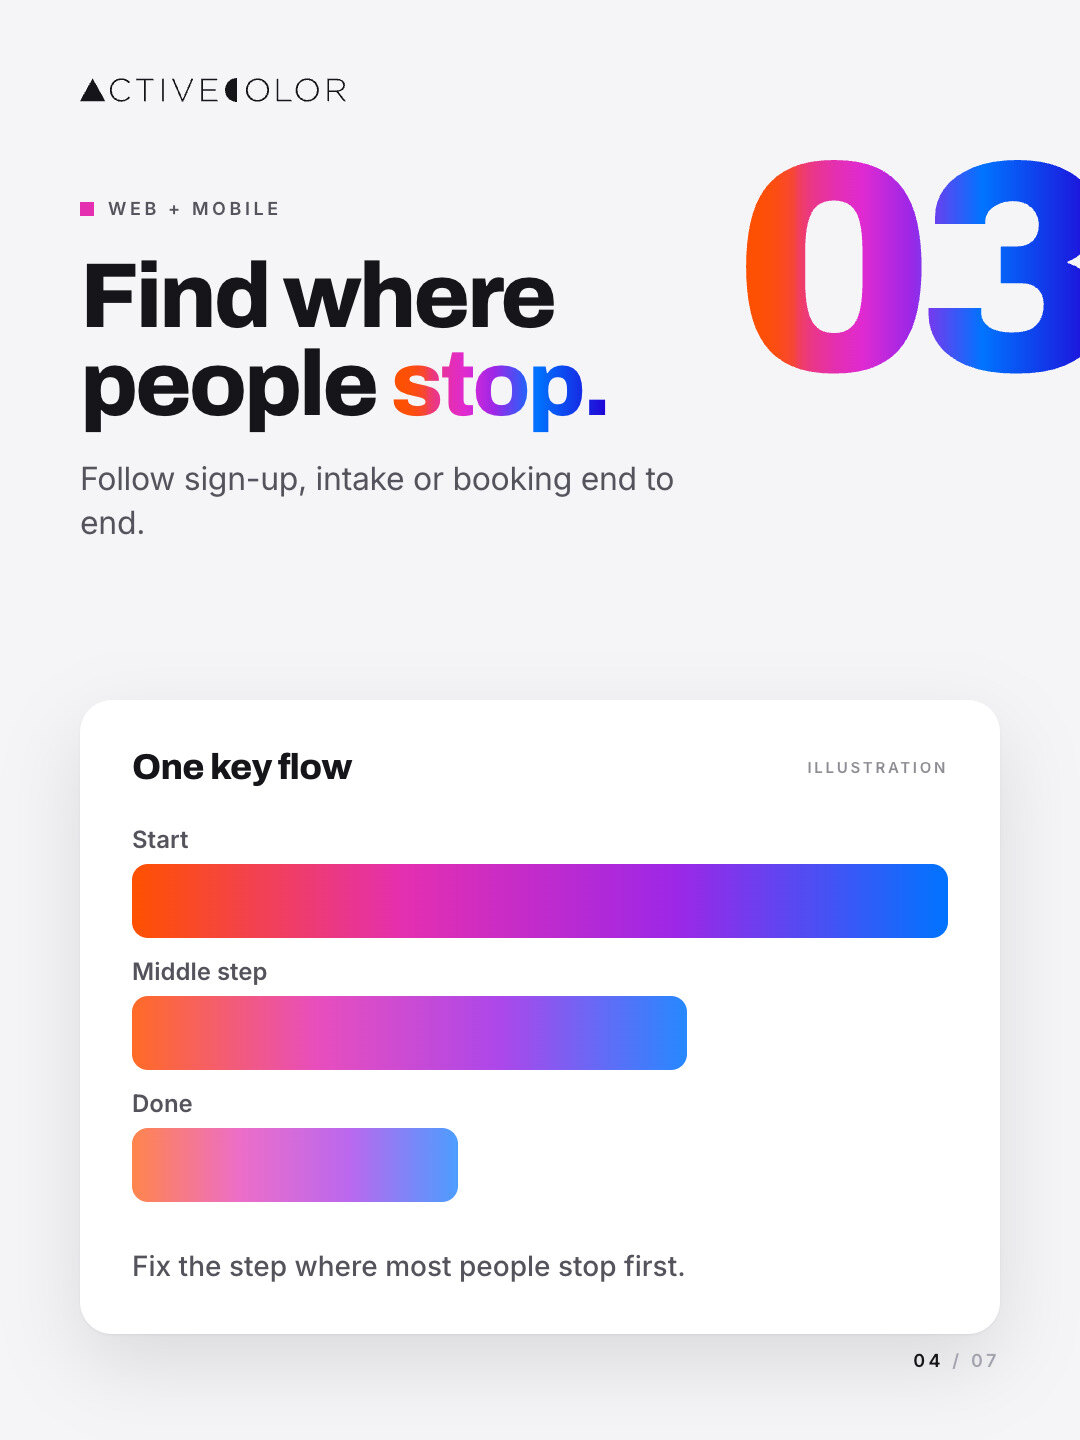 ACTIVECOLOR
WEB + MOBILE
03
Find where
people stop.
Follow sign-up, intake or booking end to
end.
One key flow
ILLUSTRATION
Start
Middle step
Done
Fix the step where most people stop first.
04 / 07